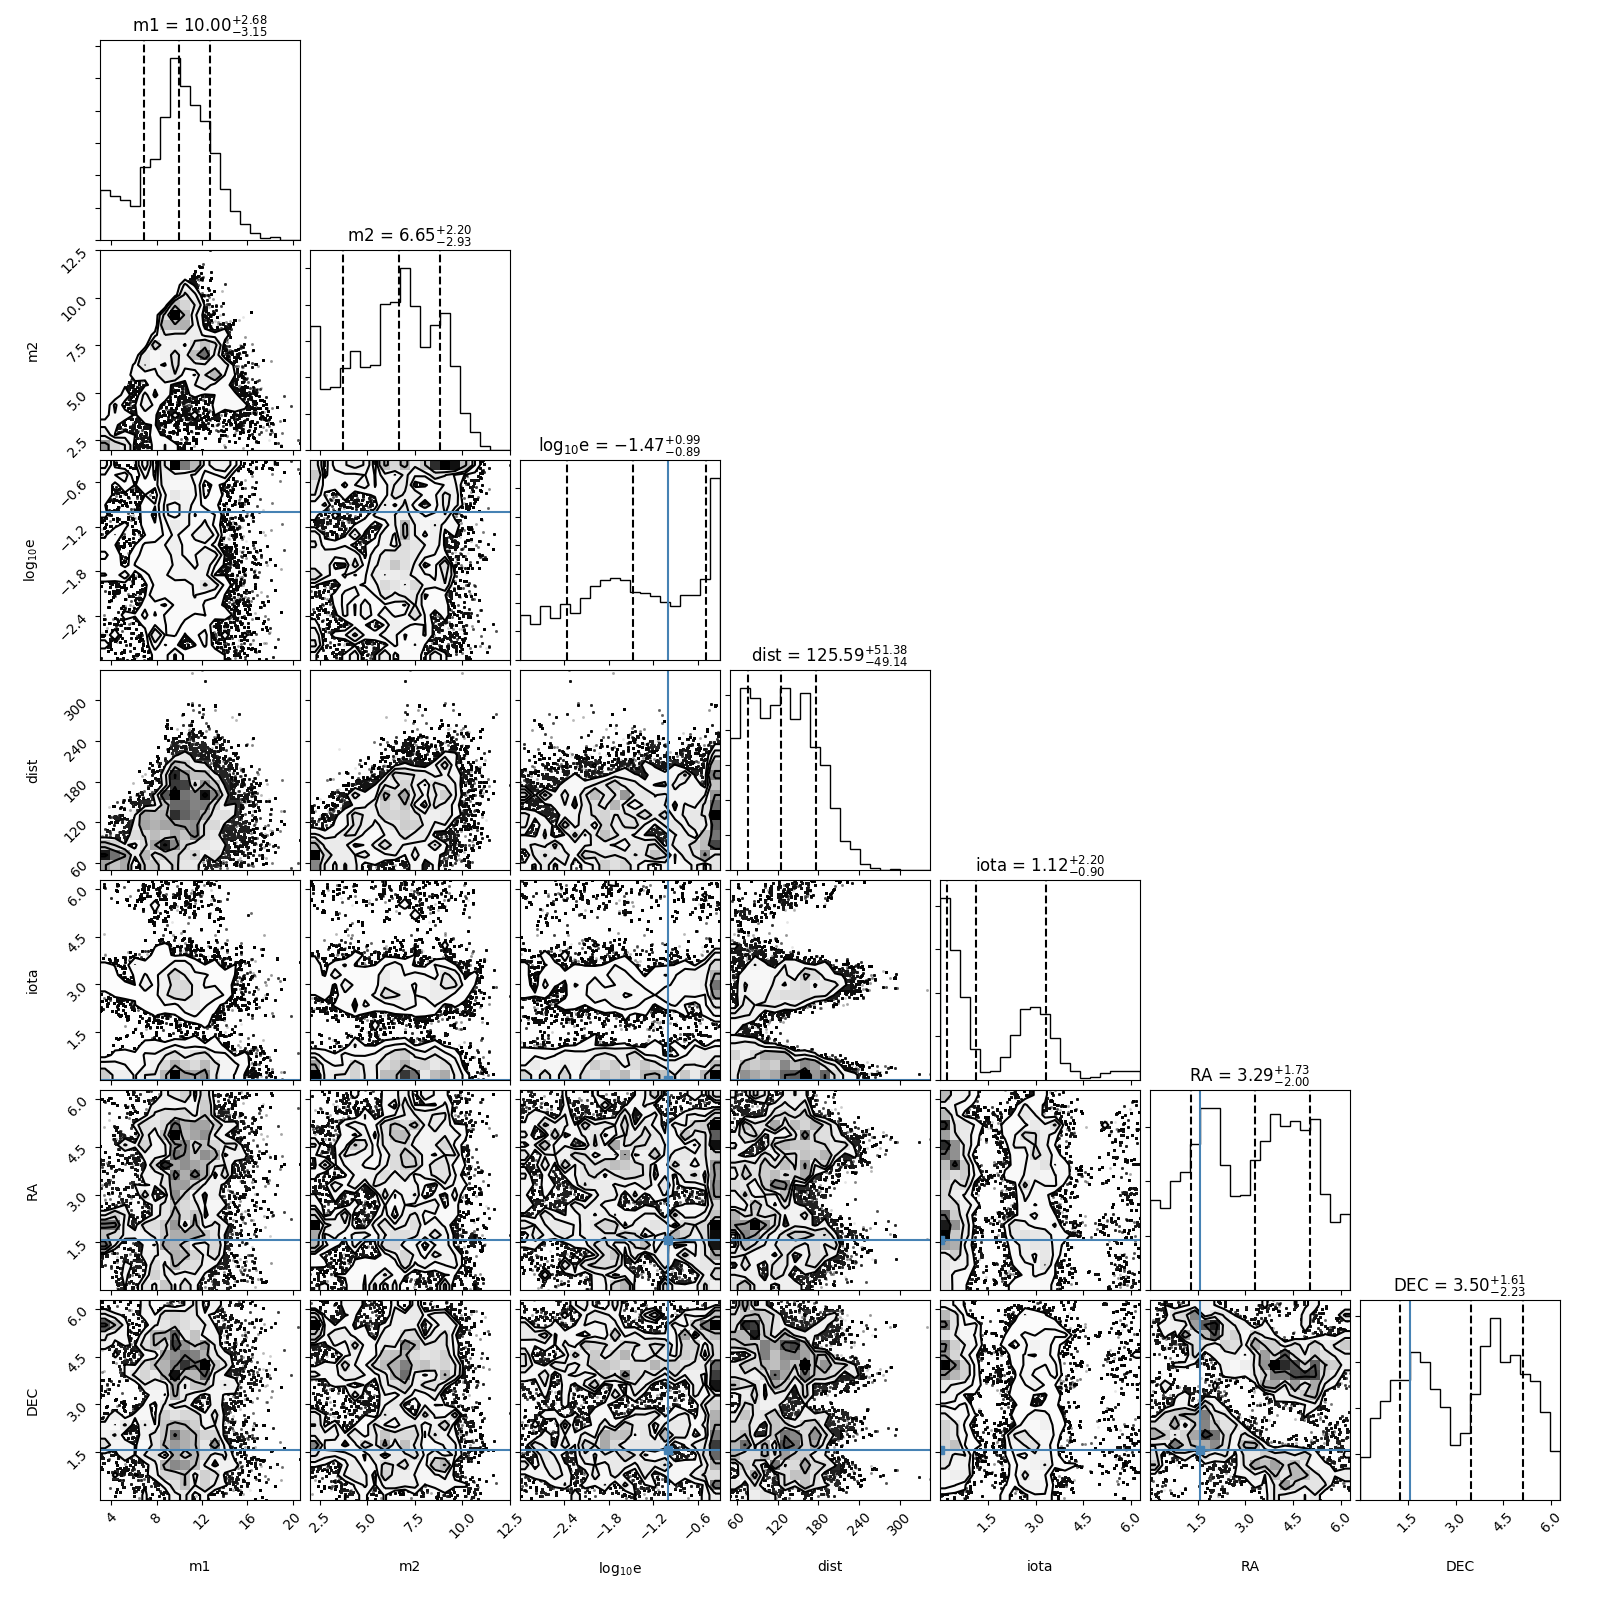 m1 = 10.00+2.68−3.15
m2 = 6.65+2.20−2.93
12.5
10.0
7.5
5.0
2.5
m2
log10e = −1.47+0.99−0.89
−0.6
−1.2
−1.8
−2.4
log10e
dist = 125.59+51.38−49.14
300
240
180
120
60
dist
iota = 1.12+2.20−0.90
6.0
4.5
3.0
1.5
iota
RA = 3.29+1.73−2.00
6.0
4.5
3.0
1.5
RA
DEC = 3.50+1.61−2.23
6.0
4.5
3.0
1.5
DEC
4 8 12 16 20 2.5 5.0 7.5 10.0 12.5 −2.4 −1.8 −1.2 −0.6 60 120 180 240 300 1.5 3.0 4.5 6.0 1.5 3.0 4.5 6.0 1.5 3.0 4.5 6.0
m1 m2 log10e dist iota RA DEC